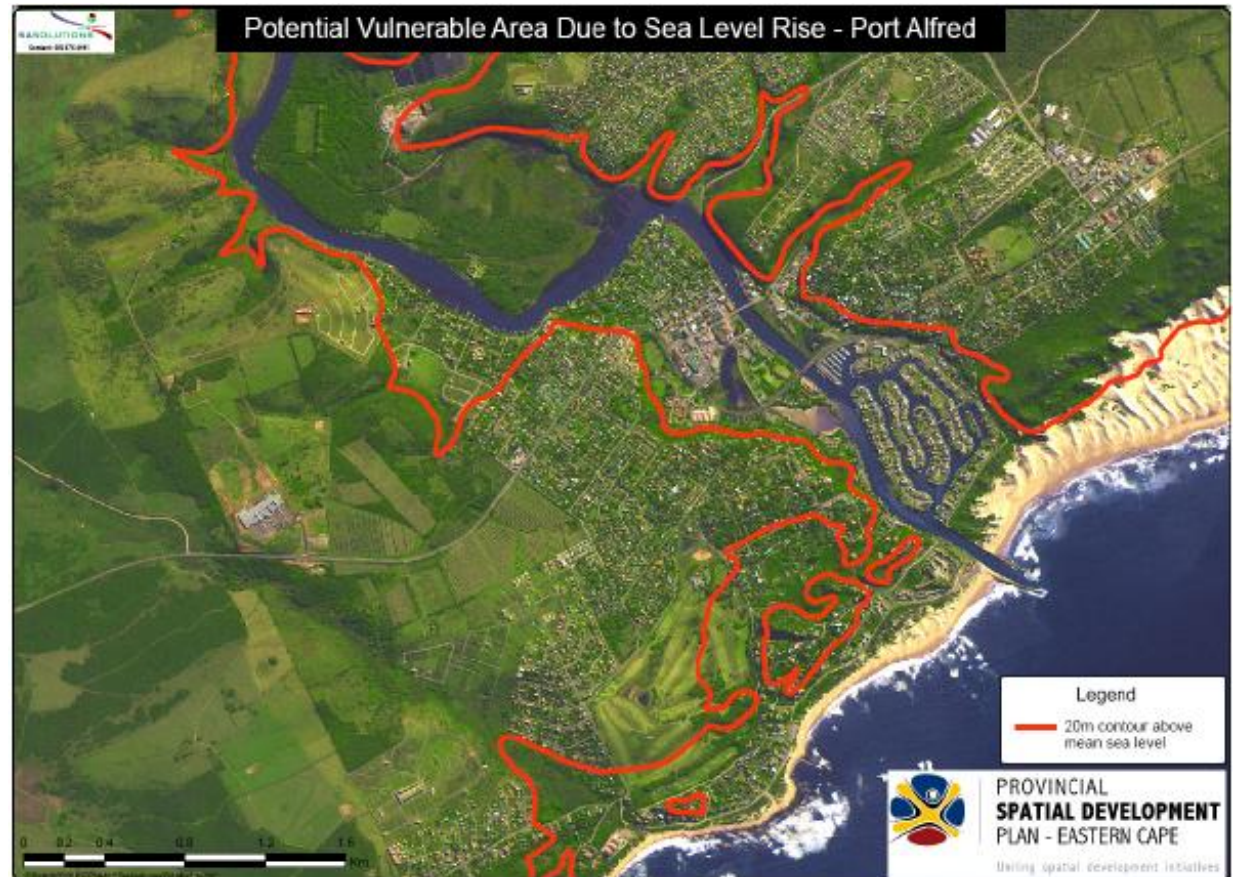 Potential Vulnerable Area Due to Sea Level Rise - Port Alfred
Legend
20m contour above
mean sea level
PROVINCIAL
SPATIAL DEVELOPMENT
PLAN - EASTERN CAPE
Uniting spatial development initiatives
0 0.2 0.4 0.8 1.2 1.6
Km